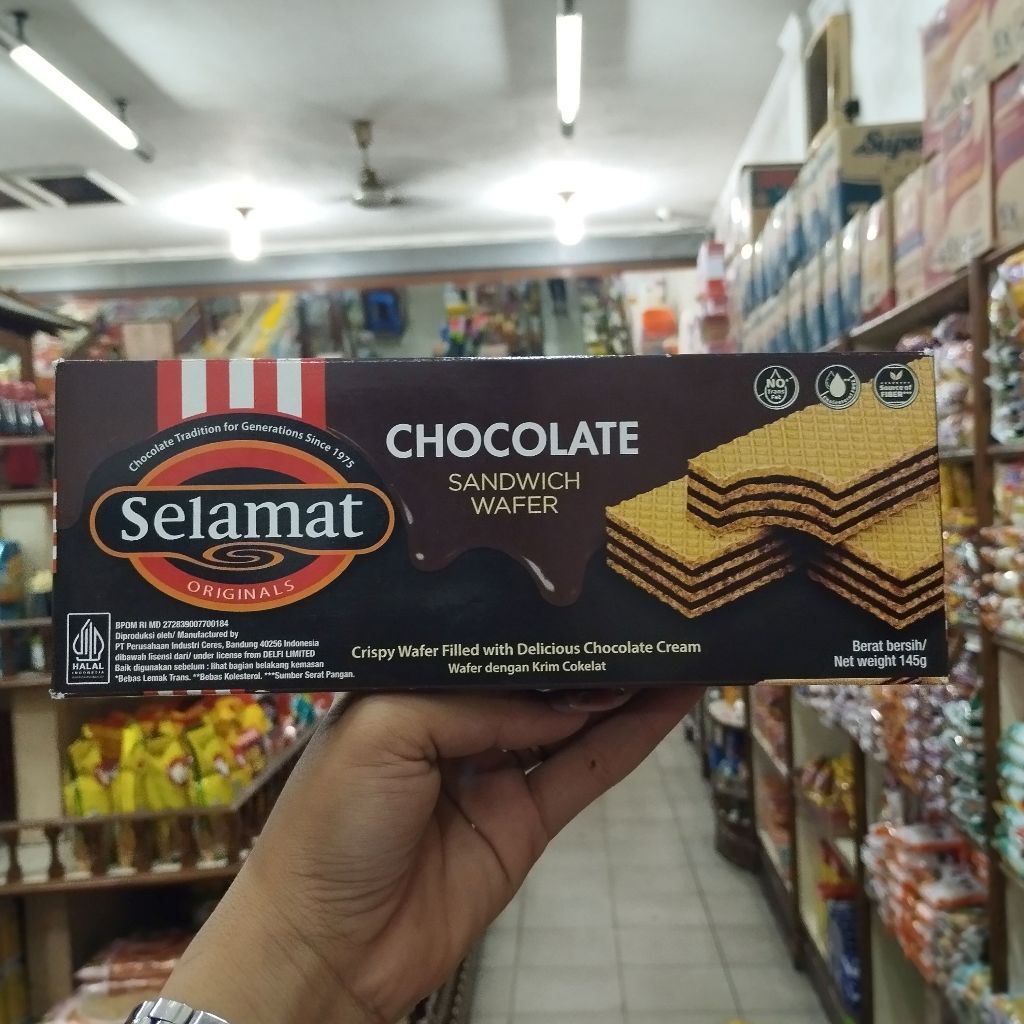 Super
Chocolate Tradition for Generations Since 1975
Selamat
ORIGINALS
CHOCOLATE
SANDWICH
WAFER
NO
Trans
Fat
Source of
FIBER***
HALAL
INDONESIA
BPOM RI MD 272839007700184
Diproduksi oleh/ Manufactured by
PT Perusahaan Industri Ceres, Bandung 40256 Indonesia
dibawah lisensi dari/ under license from DELFI LIMITED
Baik digunakan sebelum : lihat bagian belakang kemasan
*Bebas Lemak Trans. **Bebas Kolesterol. ***Sumber Serat Pangan.
Crispy Wafer Filled with Delicious Chocolate Cream
Wafer dengan Krim Cokelat
Berat bersih/
Net weight 145g